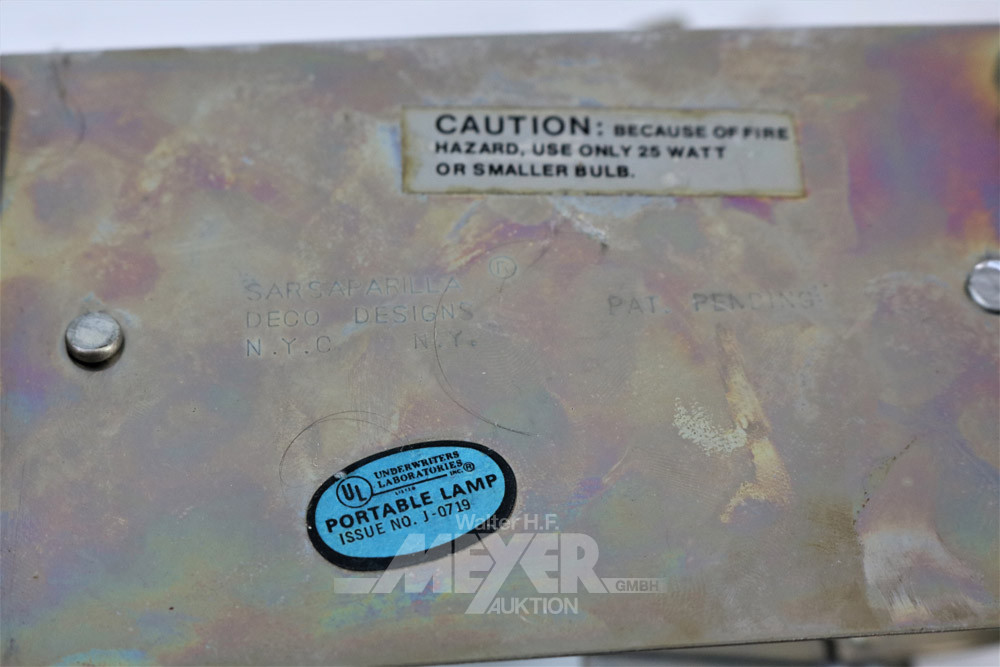 CAUTION: BECAUSE OF FIRE
HAZARD, USE ONLY 25 WATT
OR SMALLER BULB.
SARSAPARILLA
DECO DESIGNS
N.Y.C. N.Y.
PAT. PENDING
UL
UNDERWRITERS
LABORATORIES INC.®
LISTED
PORTABLE LAMP
ISSUE NO. J-0719
Walter H.F.
MEYER
GMBH
AUKTION